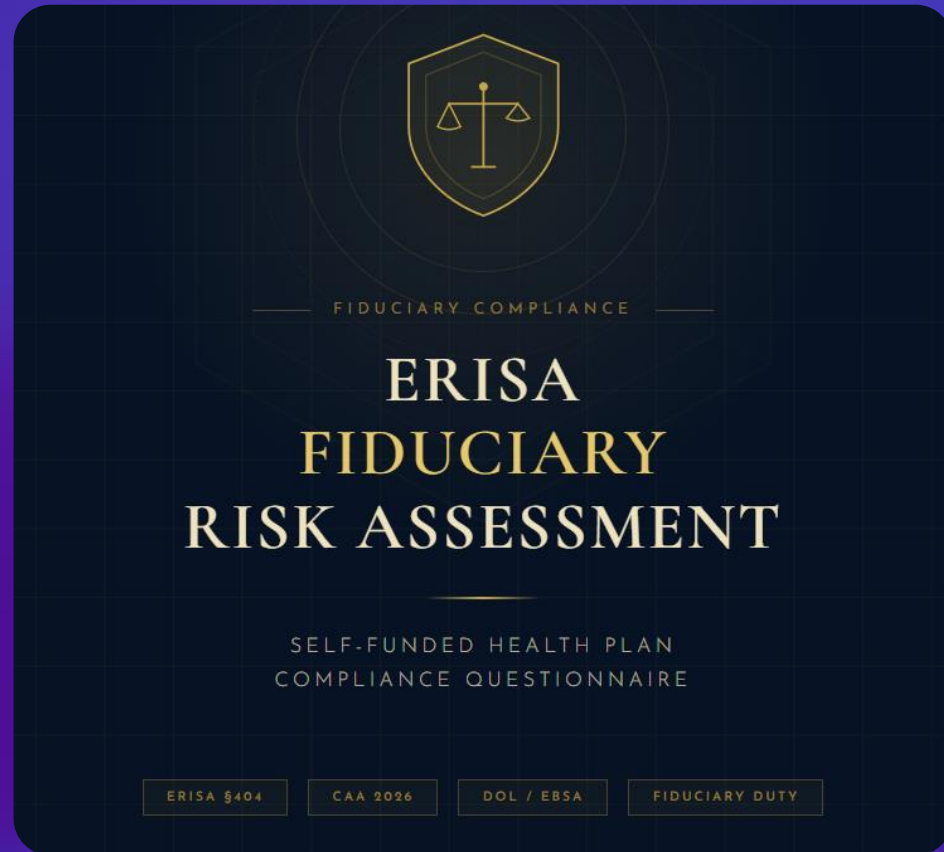 FIDUCIARY COMPLIANCE
ERISA
FIDUCIARY
RISK ASSESSMENT
SELF-FUNDED HEALTH PLAN
COMPLIANCE QUESTIONNAIRE
ERISA §404
CAA 2026
DOL / EBSA
FIDUCIARY DUTY